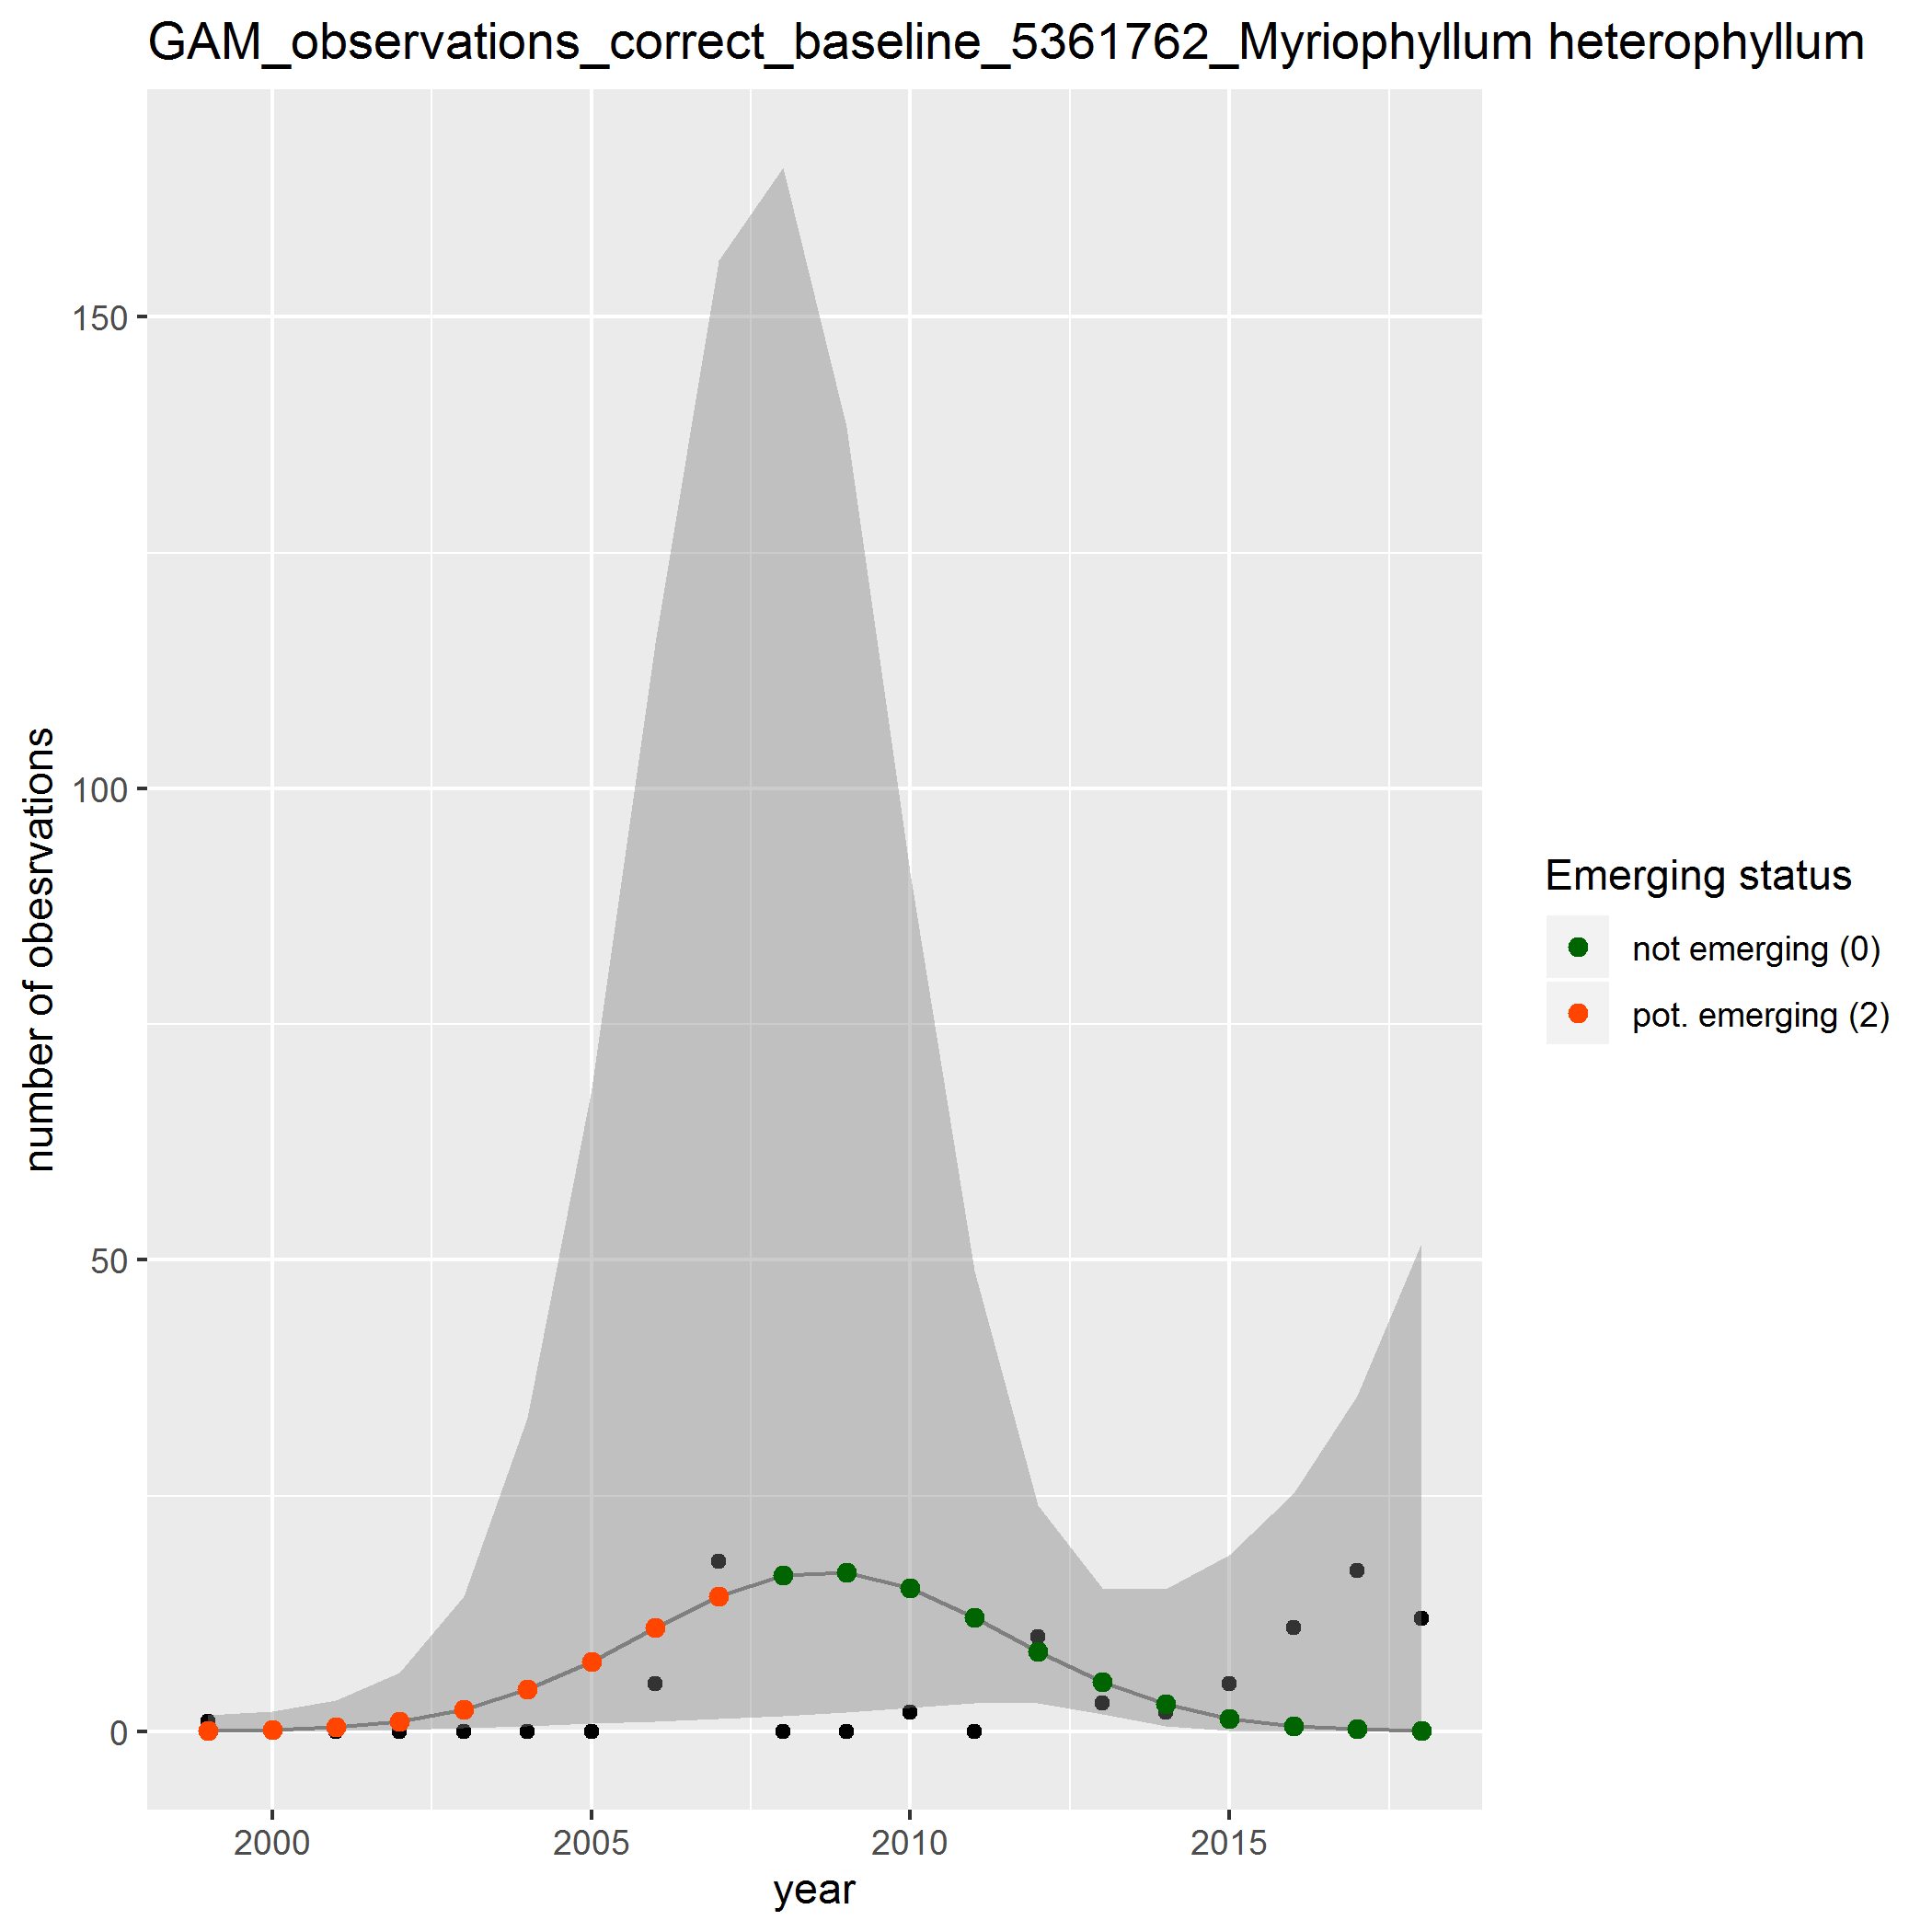 GAM_observations_correct_baseline_5361762_Myriophyllum heterophyllum
number of obesrvations
150
100
50
0
2000
2005
2010
2015
year
Emerging status
not emerging (0)
pot. emerging (2)